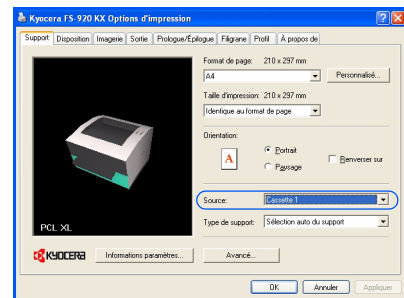 Kyocera FS-920 KX Options d'impression
Support Disposition Imagerie Sortie Prologue/Épilogue Filigrane Profil À propos de
Format de page: 210 x 297 mm
A4 Personnalisé...
Taille d'impression: 210 x 297 mm
Identique au format de page
Orientation:
A
Portrait
Paysage
Renverser sur
Source: Cassette 1
Type de support: Sélection auto du support
PCL XL
KYOCERA Informations paramètres... Avancé...
OK Annuler Appliquer